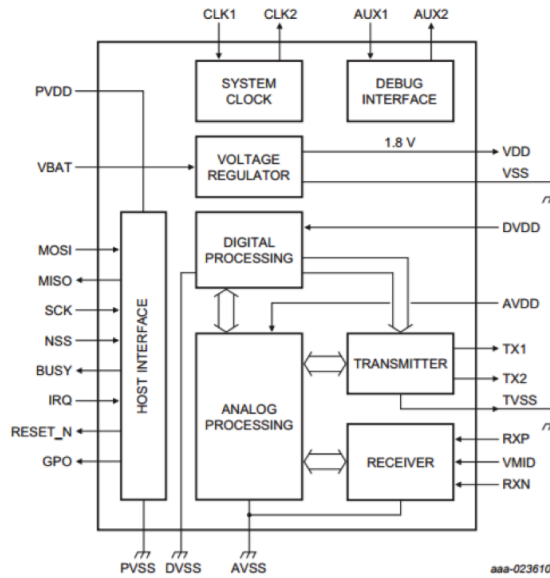 CLK1 CLK2 AUX1 AUX2
SYSTEM
CLOCK
DEBUG
INTERFACE
PVDD
VBAT
VOLTAGE
REGULATOR
1.8 V
VDD
VSS
DIGITAL
PROCESSING
DVDD
MOSI
MISO
SCK
NSS
BUSY
IRQ
RESET_N
GPO
HOST INTERFACE
AVDD
ANALOG
PROCESSING
TRANSMITTER
TX1
TX2
TVSS
RECEIVER
RXP
VMID
RXN
PVSS DVSS AVSS
aaa-023610